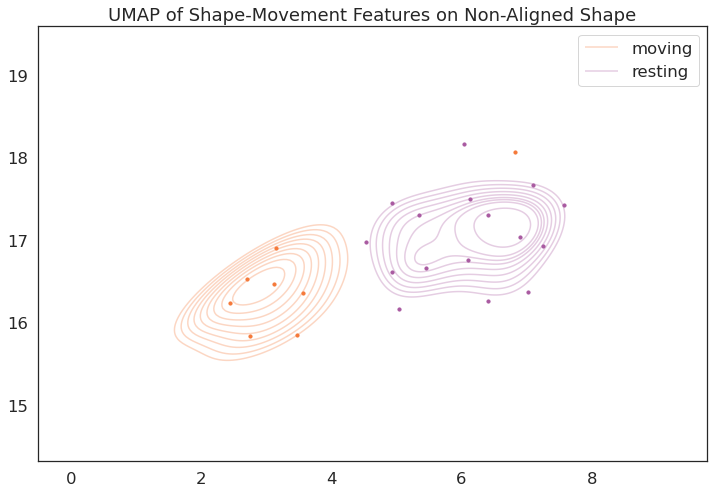 UMAP of Shape-Movement Features on Non-Aligned Shape
moving
resting
19
18
17
16
15
0 2 4 6 8